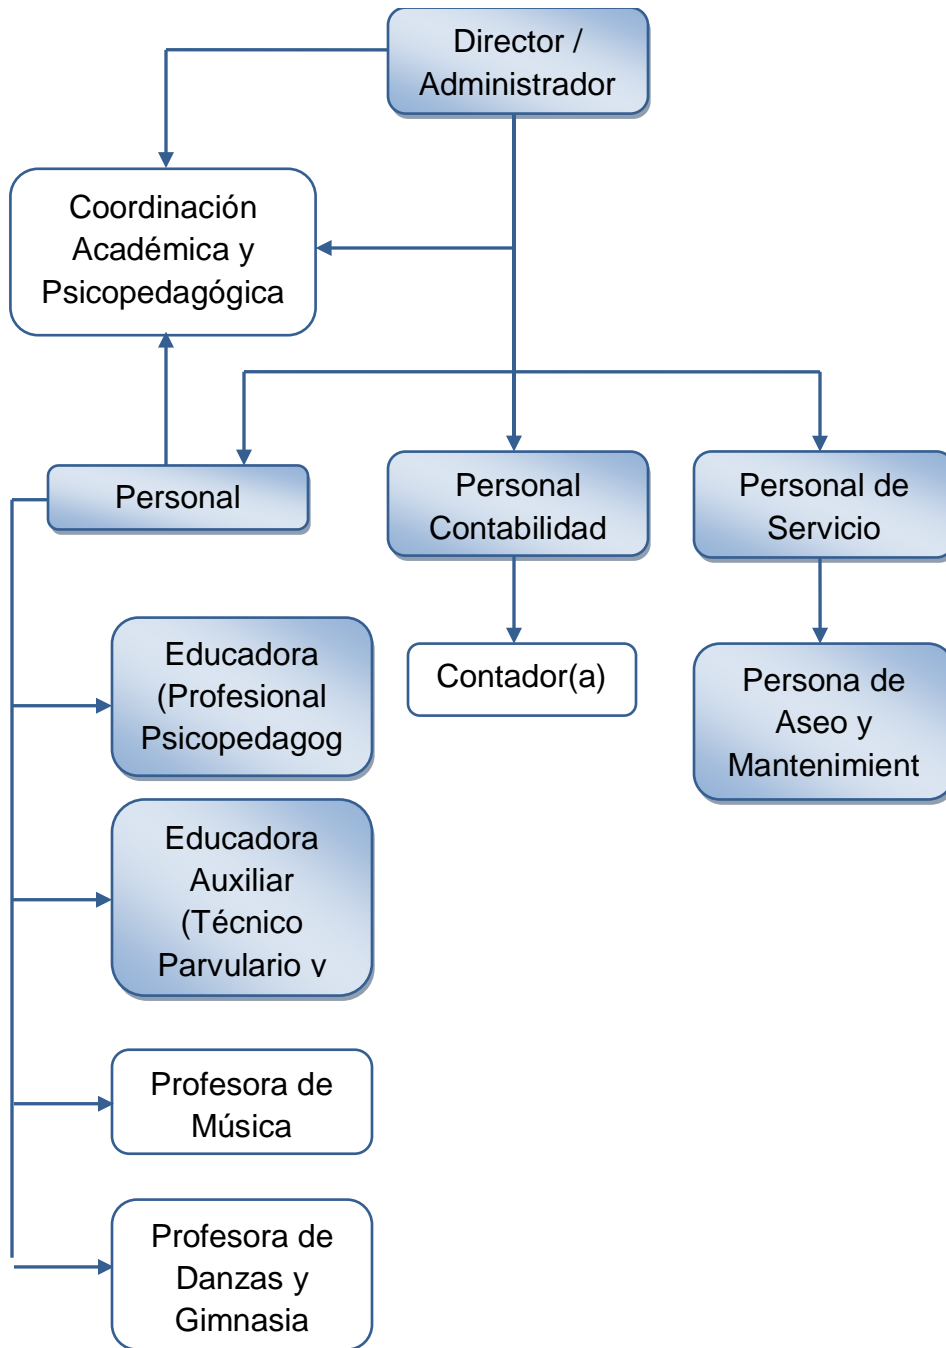 Director /
Administrador
Coordinación
Académica y
Psicopedagógica
Personal
Personal
Contabilidad
Personal de
Servicio
Educadora
(Profesional
Psicopedagog
Contador(a)
Persona de
Aseo y
Mantenimient
Educadora
Auxiliar
(Técnico
Parvulario y
Profesora de
Música
Profesora de
Danzas y
Gimnasia